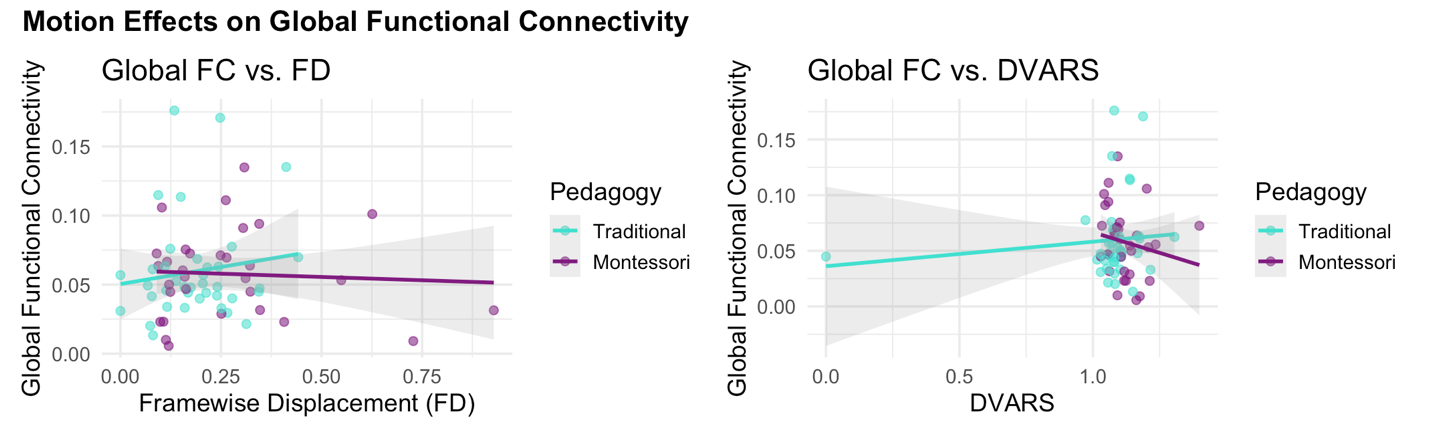 Motion Effects on Global Functional Connectivity
Global FC vs. FD
Global Functional Connectivity
0.15
0.10
0.05
0.00
0.00 0.25 0.50 0.75
Framewise Displacement (FD)
Pedagogy
Traditional
Montessori
Global FC vs. DVARS
Global Functional Connectivity
0.15
0.10
0.05
0.00
0.0 0.5 1.0
DVARS
Pedagogy
Traditional
Montessori